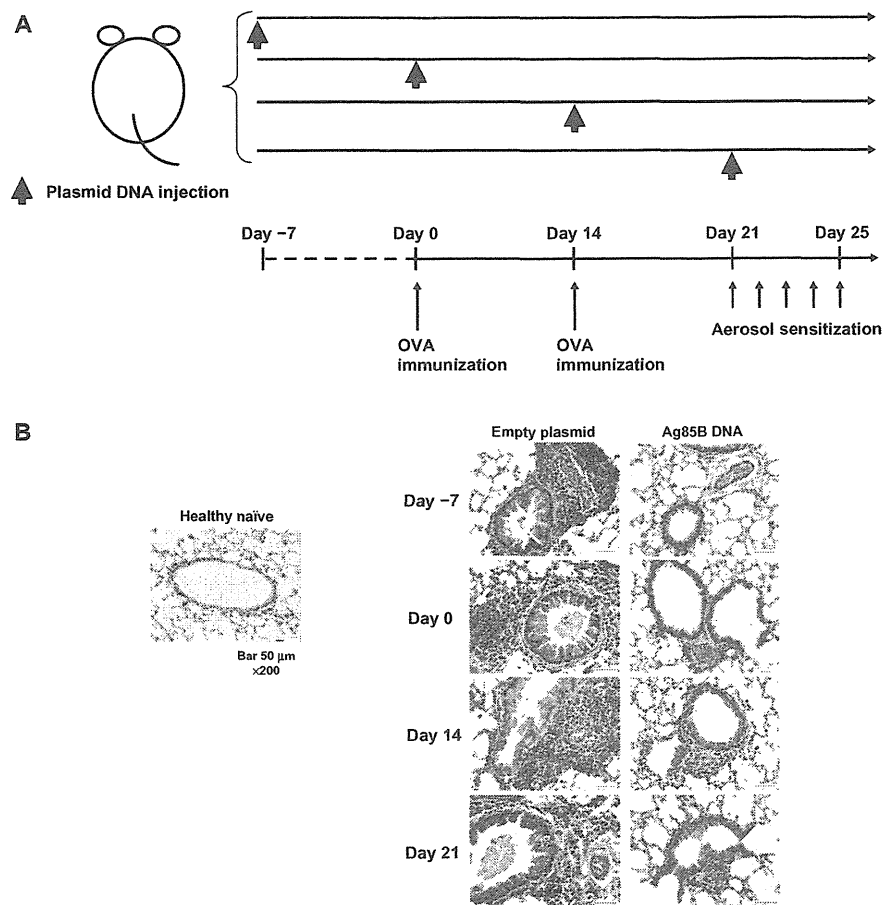 A
Plasmid DNA injection
Day −7 Day 0 Day 14 Day 21 Day 25
OVA immunization
OVA immunization
Aerosol sensitization
B
Healthy naïve
Bar 50 μm
×200
Empty plasmid Ag85B DNA
Day −7
Day 0
Day 14
Day 21